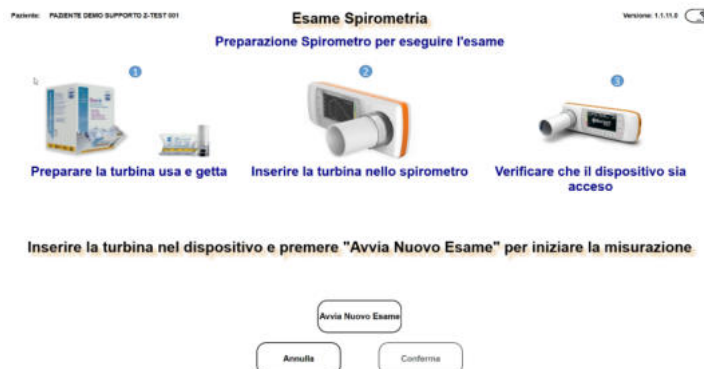 Paziente: PAZIENTE DEMO SUPPORTO Z-TEST 001
Esame Spirometria
Versione: 1.1.11.0
Preparazione Spirometro per eseguire l'esame
1
2
3
Preparare la turbina usa e getta
Inserire la turbina nello spirometro
Verificare che il dispositivo sia
acceso
Inserire la turbina nel dispositivo e premere "Avvia Nuovo Esame" per iniziare la misurazione
Avvia Nuovo Esame
Annulla
Conferma